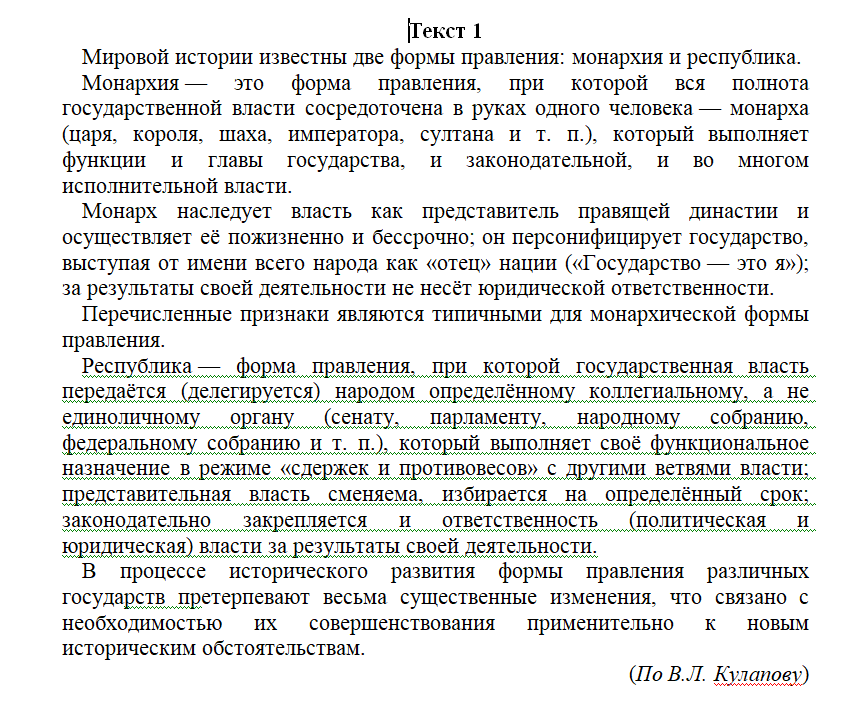 Текст 1
Мировой истории известны две формы правления: монархия и республика.
Монархия — это форма правления, при которой вся полнота
государственной власти сосредоточена в руках одного человека — монарха
(царя, короля, шаха, императора, султана и т. п.), который выполняет
функции и главы государства, и законодательной, и во многом
исполнительной власти.
Монарх наследует власть как представитель правящей династии и
осуществляет её пожизненно и бессрочно; он персонифицирует государство,
выступая от имени всего народа как «отец» нации («Государство — это я»);
за результаты своей деятельности не несёт юридической ответственности.
Перечисленные признаки являются типичными для монархической формы
правления.
Республика — форма правления, при которой государственная власть
передаётся (делегируется) народом определённому коллегиальному, а не
единоличному органу (сенату, парламенту, народному собранию,
федеральному собранию и т. п.), который выполняет своё функциональное
назначение в режиме «сдержек и противовесов» с другими ветвями власти;
представительная власть сменяема, избирается на определённый срок;
законодательно закрепляется и ответственность (политическая и
юридическая) власти за результаты своей деятельности.
В процессе исторического развития формы правления различных
государств претерпевают весьма существенные изменения, что связано с
необходимостью их совершенствования применительно к новым
историческим обстоятельствам.
(По В.Л. Кулапову)